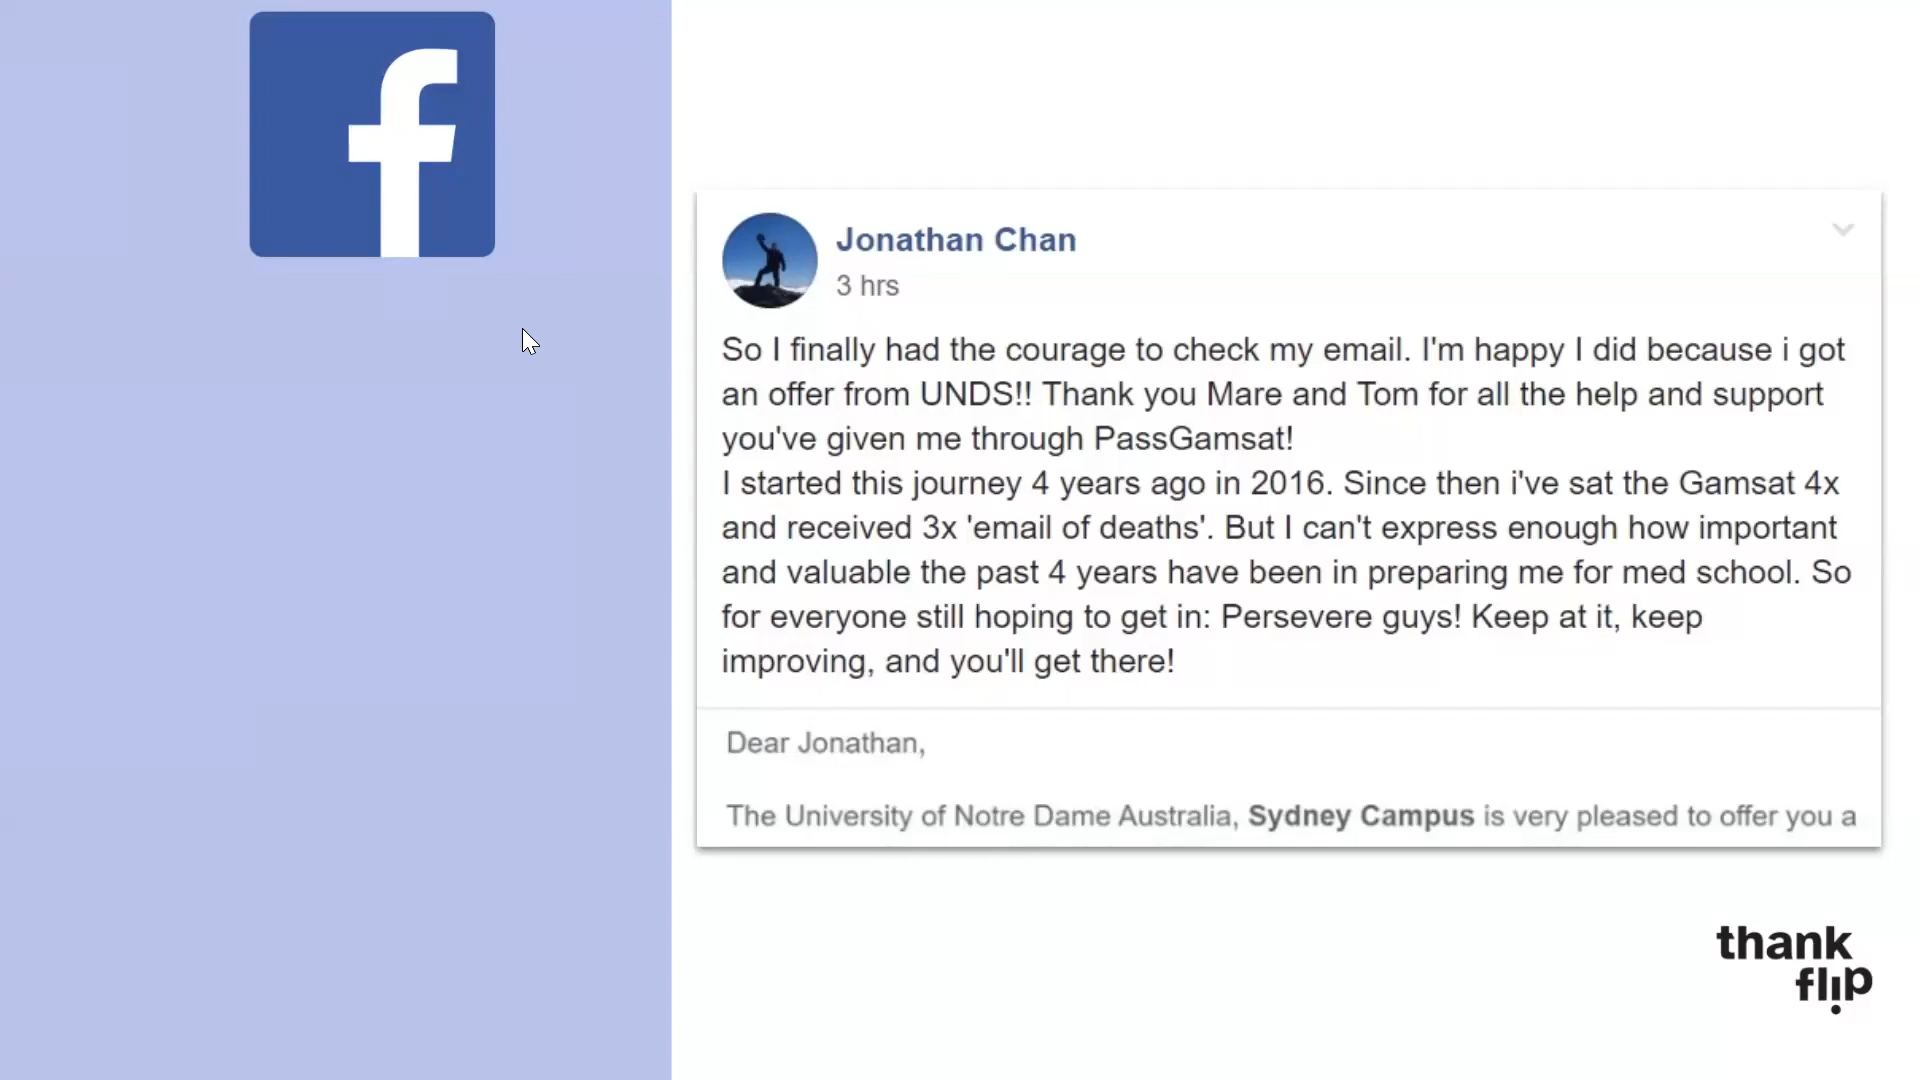 Jonathan Chan
3 hrs
So I finally had the courage to check my email. I'm happy I did because i got
an offer from UNDS!! Thank you Mare and Tom for all the help and support
you've given me through PassGamsat!
I started this journey 4 years ago in 2016. Since then i've sat the Gamsat 4x
and received 3x 'email of deaths'. But I can't express enough how important
and valuable the past 4 years have been in preparing me for med school. So
for everyone still hoping to get in: Persevere guys! Keep at it, keep
improving, and you'll get there!
Dear Jonathan,
The University of Notre Dame Australia, Sydney Campus is very pleased to offer you a
thank
flip